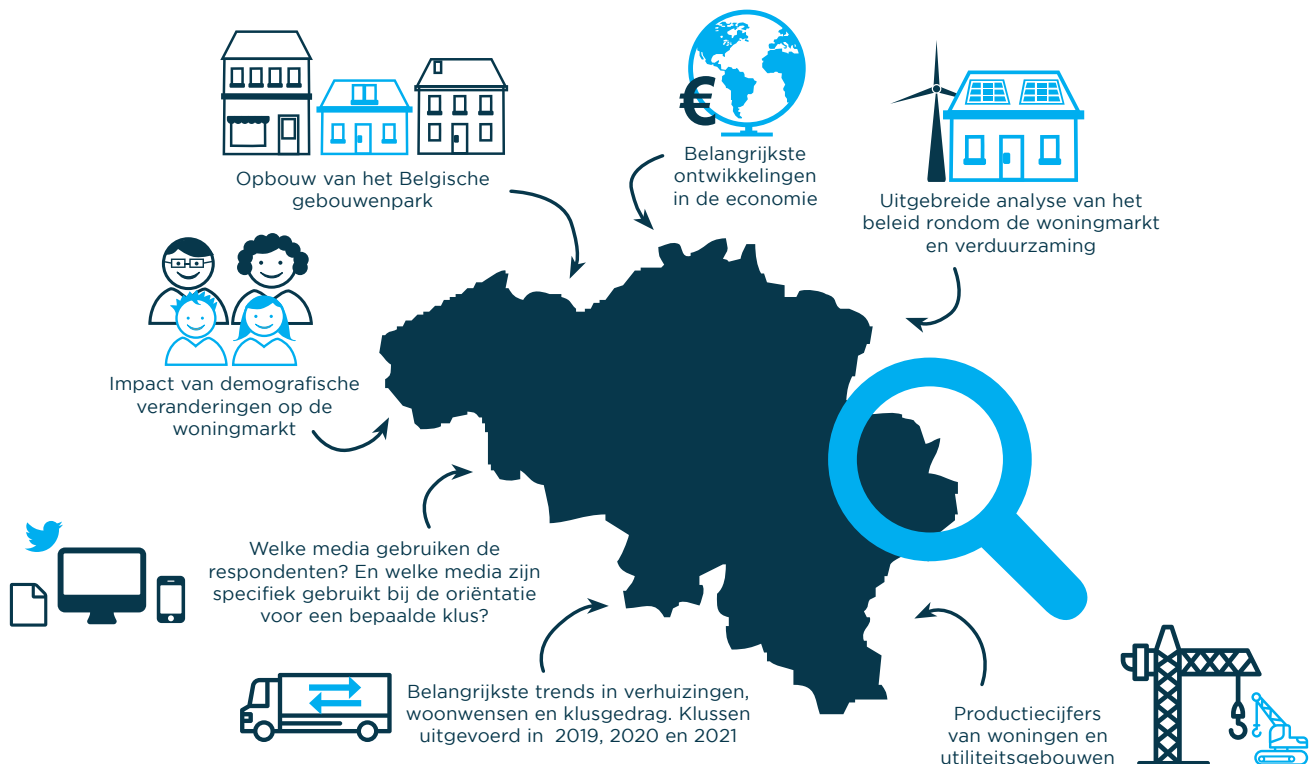 Opbouw van het Belgische
gebouwenpark
€
Belangrijkste
ontwikkelingen
in de economie
Uitgebreide analyse van het
beleid rondom de woningmarkt
en verduurzaming
Impact van demografische
veranderingen op de
woningmarkt
Welke media gebruiken de
respondenten? En welke media zijn
specifiek gebruikt bij de oriëntatie
voor een bepaalde klus?
Belangrijkste trends in verhuizingen,
woonwensen en klusgedrag. Klussen
uitgevoerd in 2019, 2020 en 2021
Productiecijfers
van woningen en
utiliteitsgebouwen